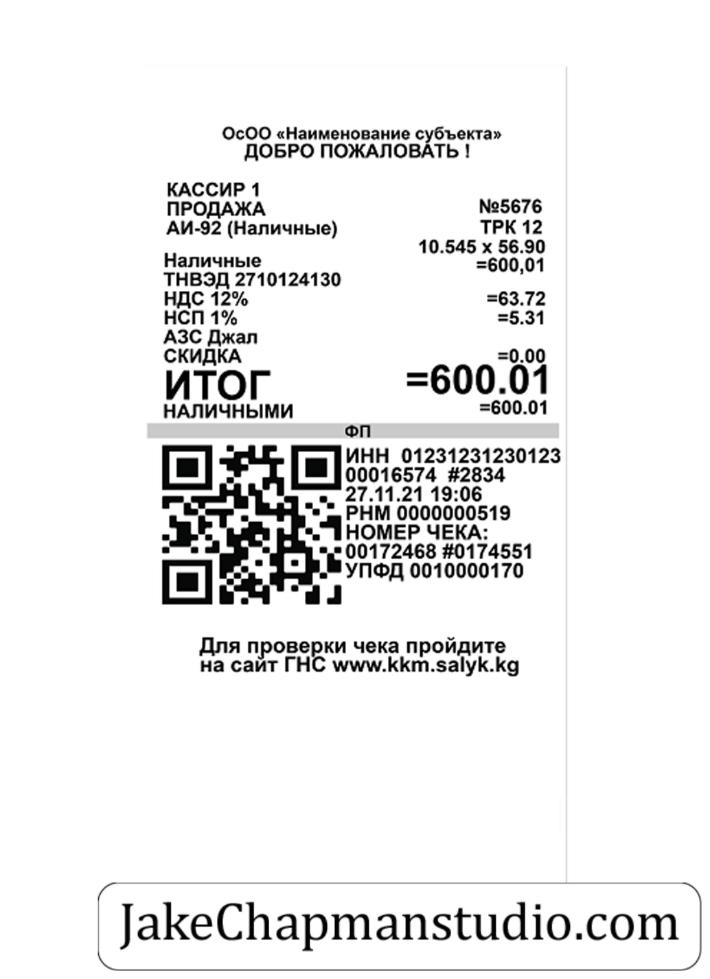 ОсОО «Наименование субъекта»
ДОБРО ПОЖАЛОВАТЬ !
КАССИР 1
ПРОДАЖА №5676
АИ-92 (Наличные) ТРК 12
10.545 x 56.90
Наличные =600,01
ТНВЭД 2710124130
НДС 12% =63.72
НСП 1% =5.31
АЗС Джал
СКИДКА =0.00
ИТОГ =600.01
НАЛИЧНЫМИ =600.01
ФП
ИНН 01231231230123
00016574 #2834
27.11.21 19:06
РНМ 0000000519
НОМЕР ЧЕКА:
00172468 #0174551
УПФД 0010000170
Для проверки чека пройдите
на сайт ГНС www.kkm.salyk.kg
JakeChapmanstudio.com